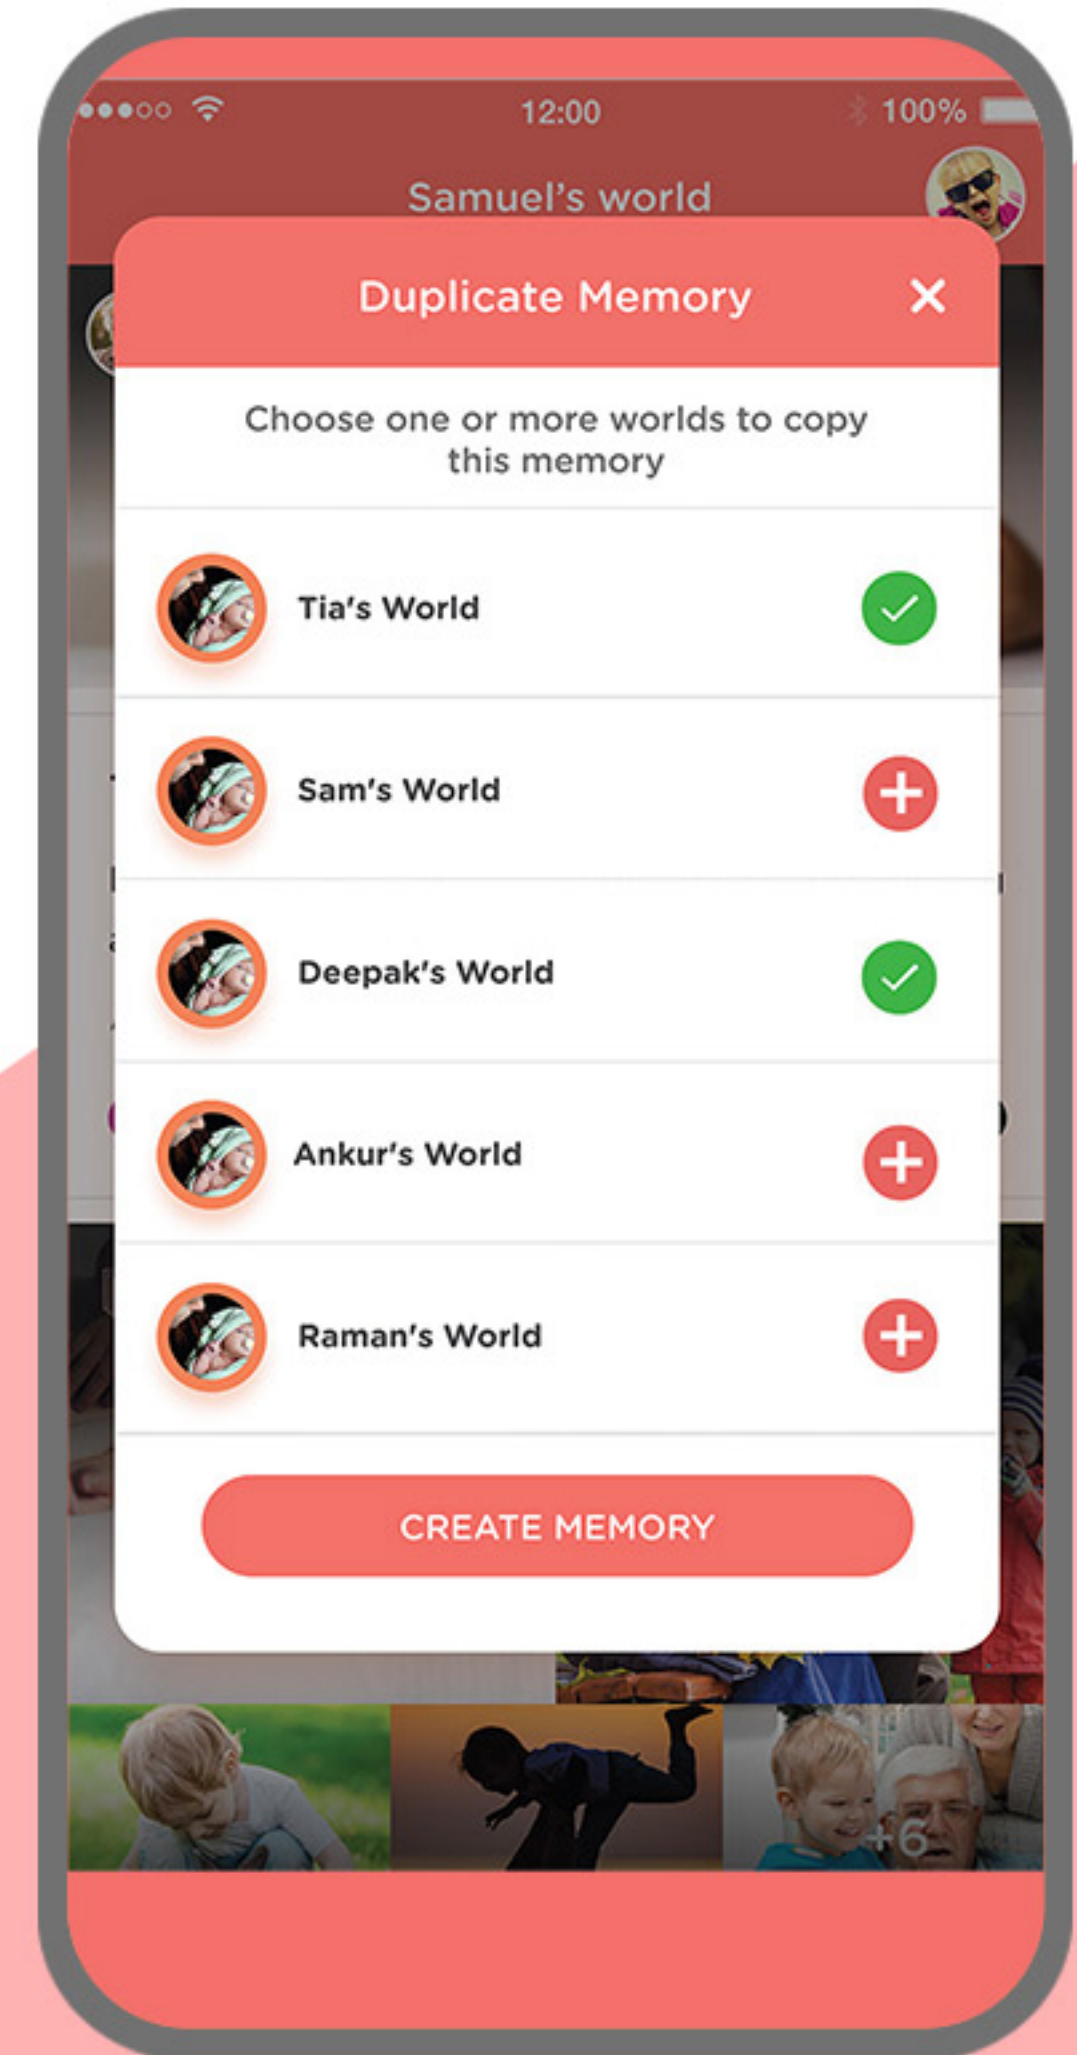 12:00
100%
Samuel's world
Duplicate Memory
Choose one or more worlds to copy
this memory
Tia's World
Sam's World
Deepak's World
Ankur's World
Raman's World
CREATE MEMORY
+6